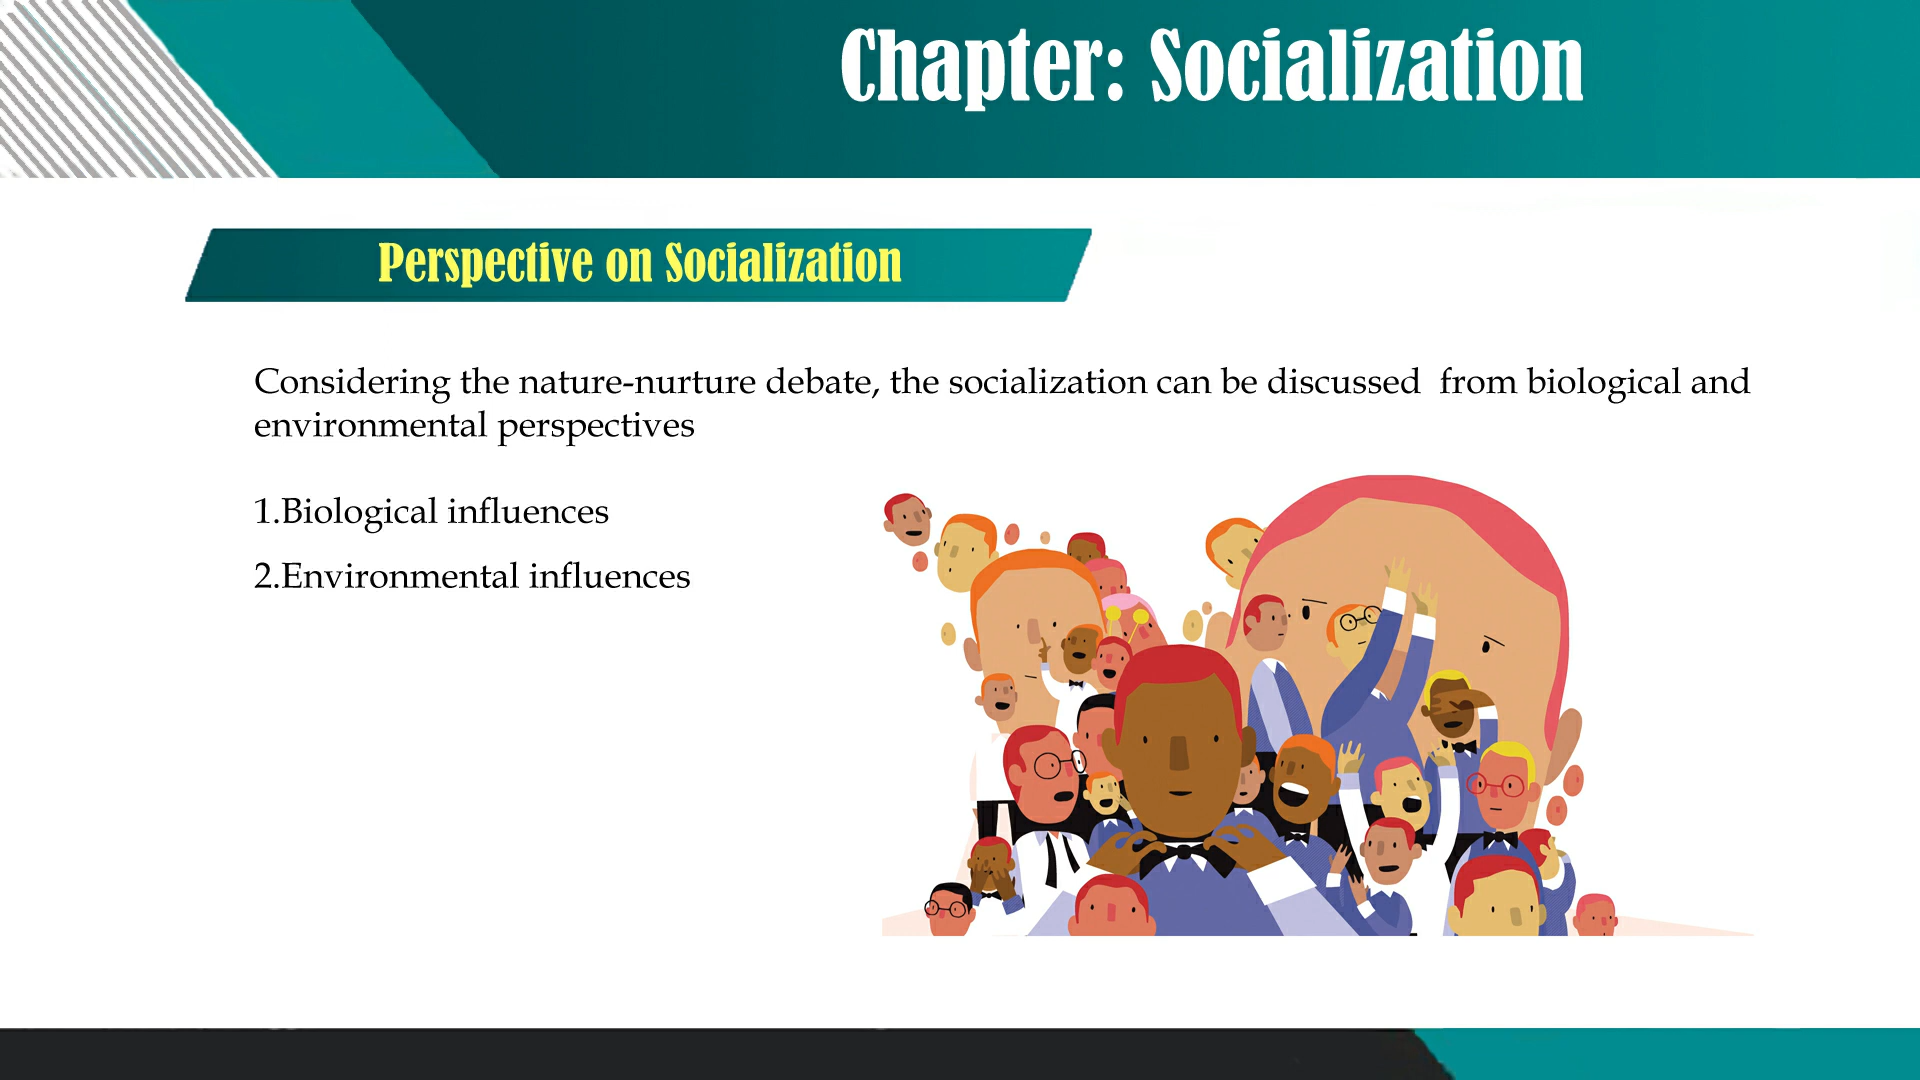 Chapter: Socialization
Perspective on Socialization
Considering the nature-nurture debate, the socialization can be discussed  from biological and
environmental perspectives
1.Biological influences
2.Environmental influences